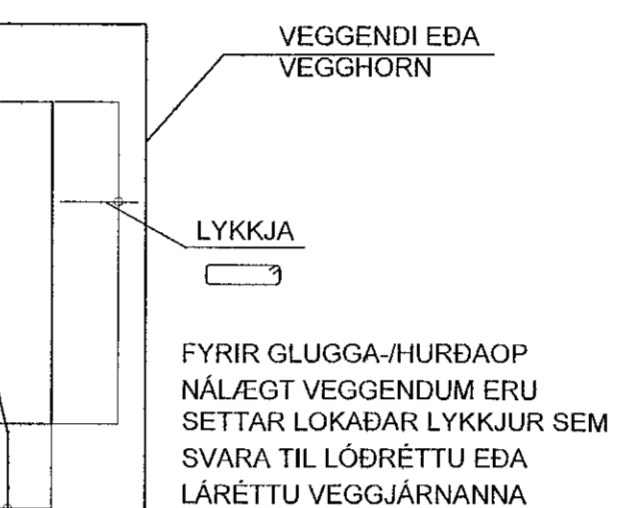 VEGGENDI EÐA
VEGGHORN
LYKKJA
FYRIR GLUGGA-/HURÐAOP
NÁLÆGT VEGGENDUM ERU
SETTAR LOKAÐAR LYKKJUR SEM
SVARA TIL LÓÐRÉTTU EÐA
LÁRÉTTU VEGGJÁRNANNA